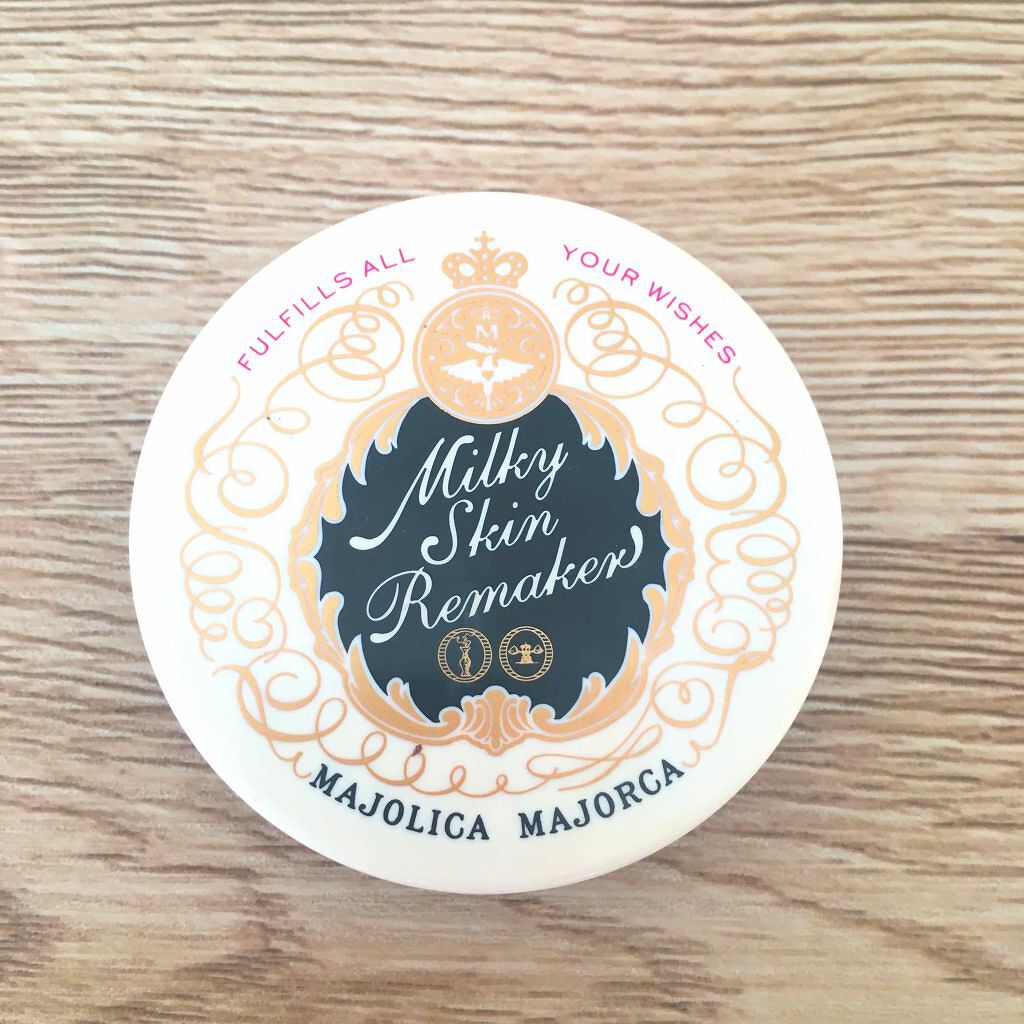 FULFILLS ALL YOUR WISHES
M
Milky
Skin
Remaker
MAJOLICA MAJORCA